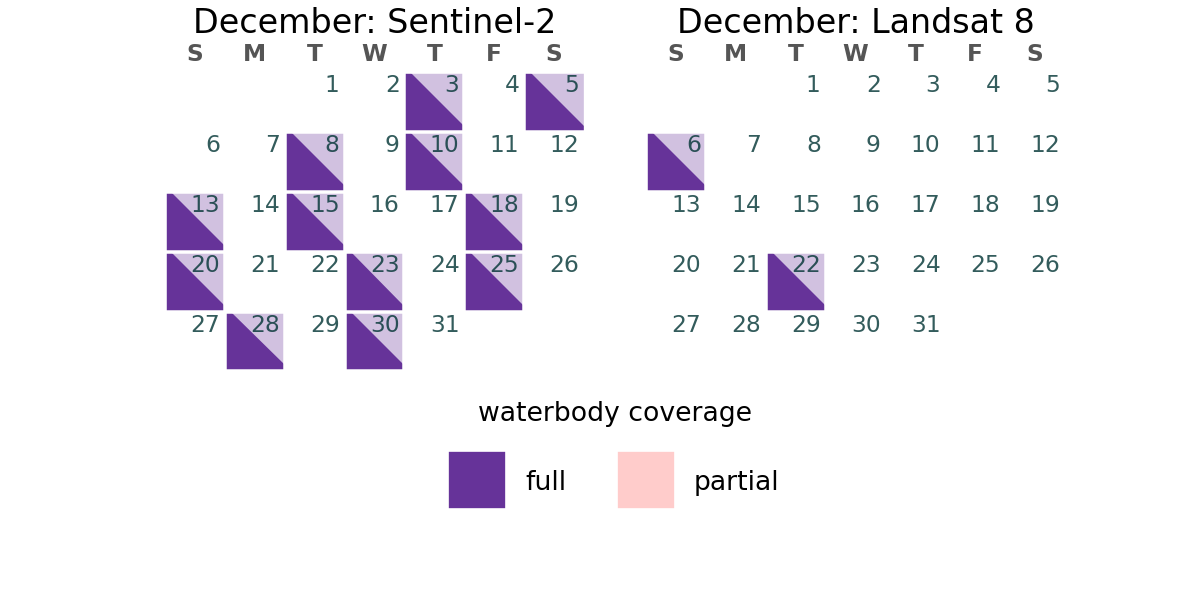 December: Sentinel-2
S M T W T F S
1 2 3 4 5
6 7 8 9 10 11 12
13 14 15 16 17 18 19
20 21 22 23 24 25 26
27 28 29 30 31
December: Landsat 8
S M T W T F S
1 2 3 4 5
6 7 8 9 10 11 12
13 14 15 16 17 18 19
20 21 22 23 24 25 26
27 28 29 30 31
waterbody coverage
full partial